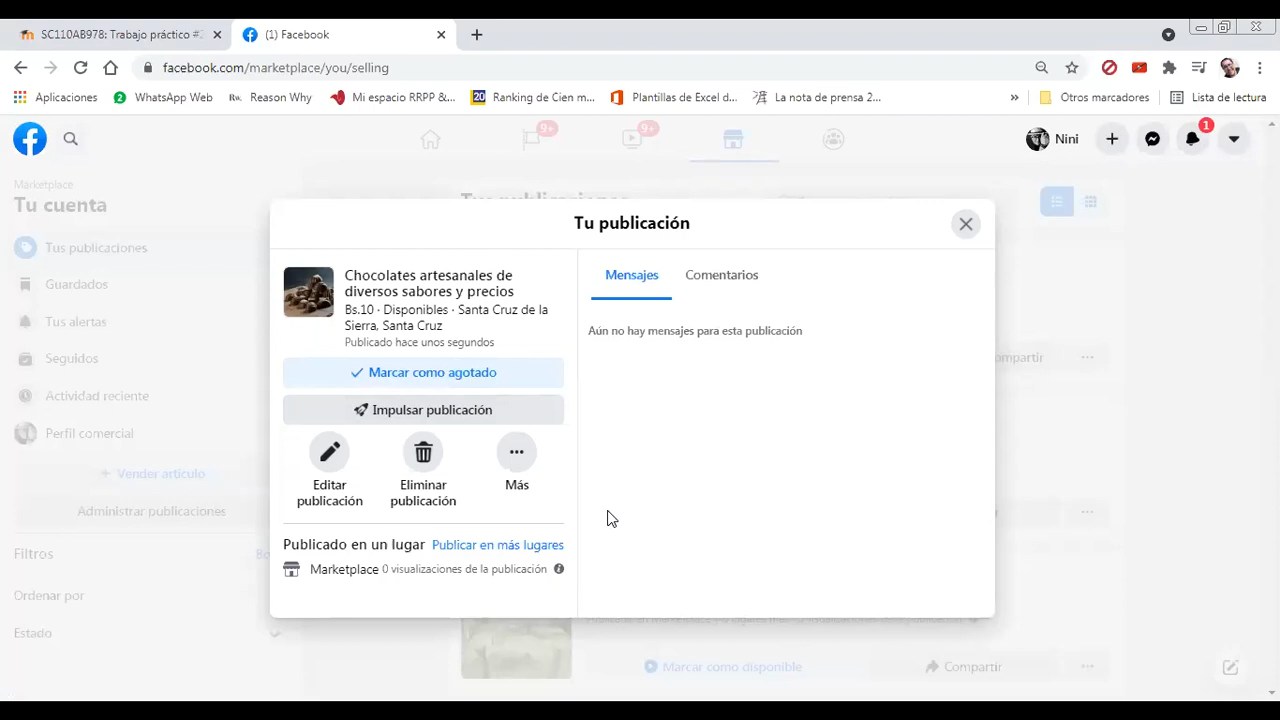 SC110AB978: Trabajo práctico #
(1) Facebook
facebook.com/marketplace/you/selling
Aplicaciones
WhatsApp Web
Reason Why
Mi espacio RRPP &...
Ranking de Cien m...
Plantillas de Excel d...
La nota de prensa 2...
»
Otros marcadores
Lista de lectura
9+
9+
Nini
1
Marketplace
Tu cuenta
Tus publicaciones
Tus publicaciones
Guardados
Tus alertas
Seguidos
Actividad reciente
Perfil comercial
+ Vender artículo
Administrar publicaciones
Filtros
Ordenar por
Estado
Tu publicación
Chocolates artesanales de
diversos sabores y precios
Bs.10 · Disponibles · Santa Cruz de la
Sierra, Santa Cruz
Publicado hace unos segundos
Marcar como agotado
Impulsar publicación
Editar
publicación
Eliminar
publicación
Más
Publicado en un lugar
Publicar en más lugares
Marketplace 0 visualizaciones de la publicación
Mensajes
Comentarios
Aún no hay mensajes para esta publicación
Marcar como disponible
Compartir